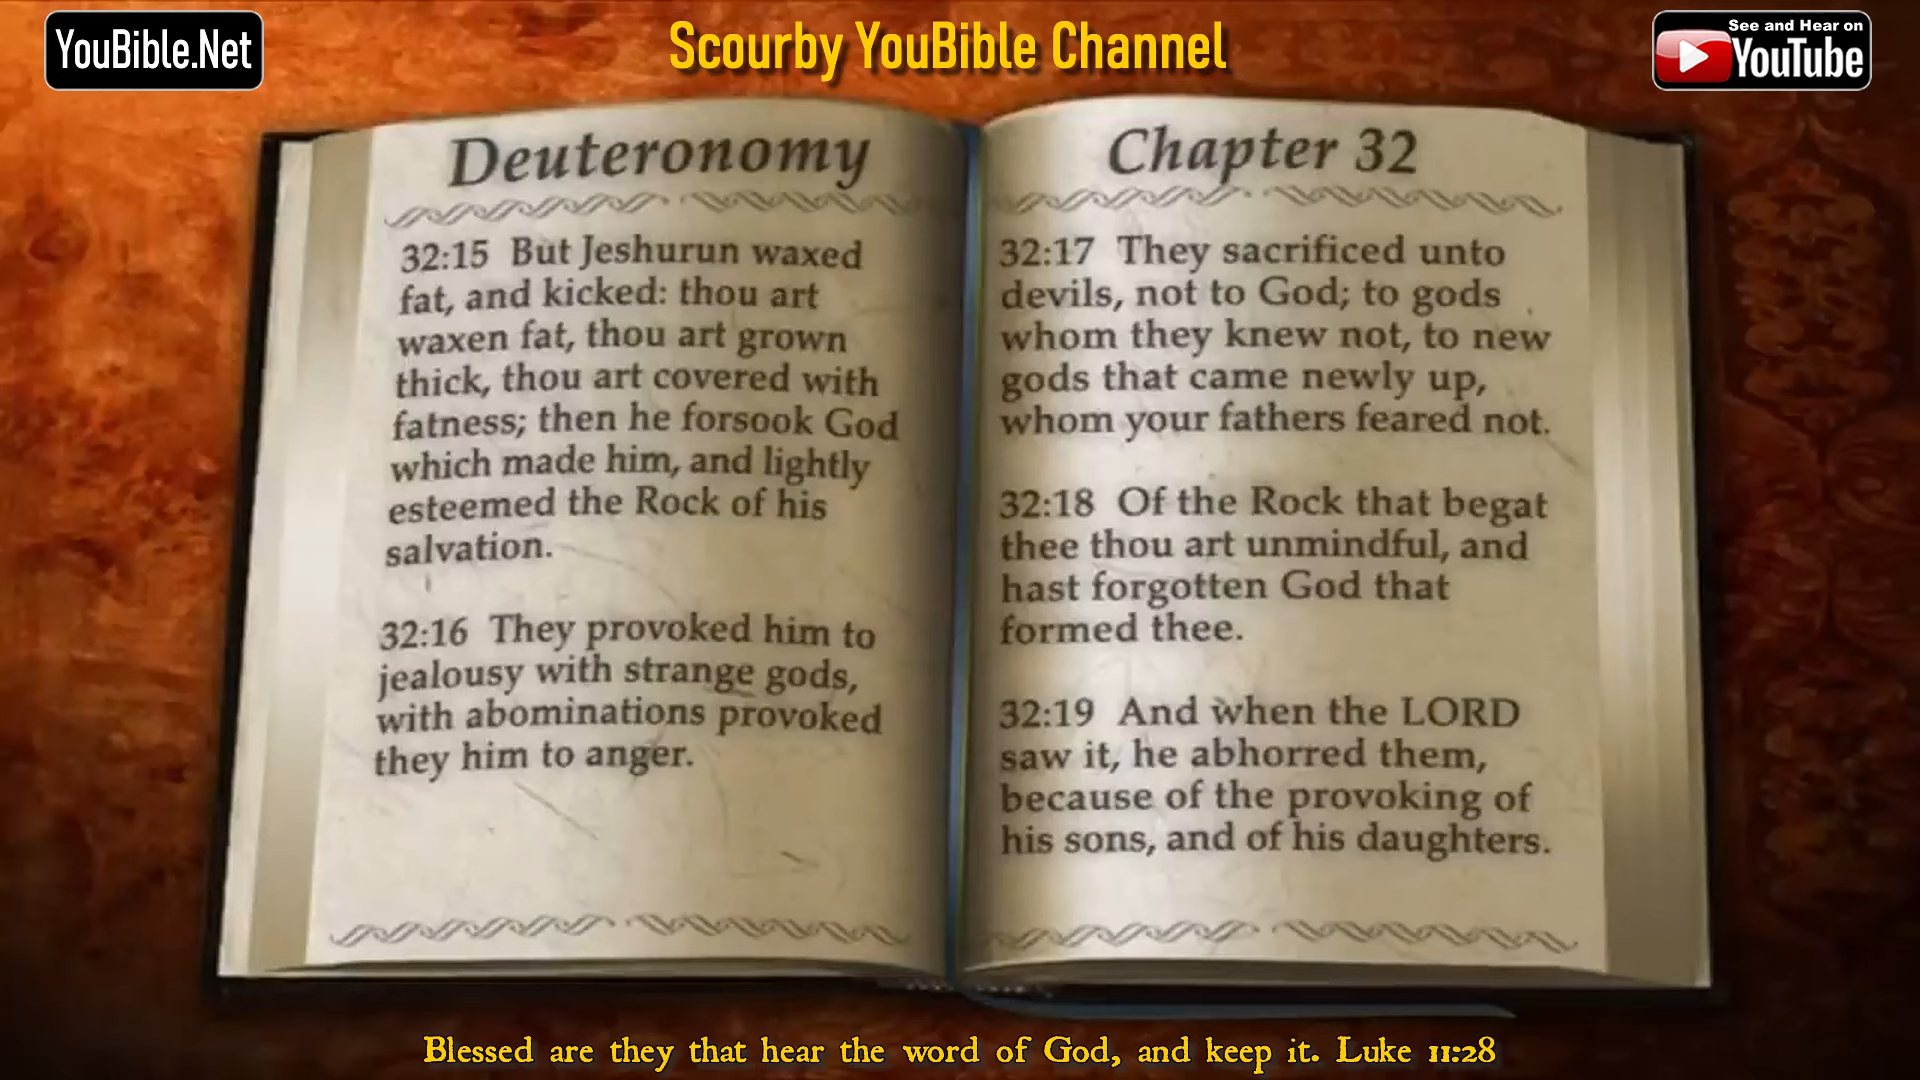 YouBible.Net
Scourby YouBible Channel
See and Hear on
YouTube
Deuteronomy
32:15 But Jeshurun waxed
fat, and kicked: thou art
waxen fat, thou art grown
thick, thou art covered with
fatness; then he forsook God
which made him, and lightly
esteemed the Rock of his
salvation.
32:16 They provoked him to
jealousy with strange gods,
with abominations provoked
they him to anger.
Chapter 32
32:17 They sacrificed unto
devils, not to God; to gods
whom they knew not, to new
gods that came newly up,
whom your fathers feared not.
32:18 Of the Rock that begat
thee thou art unmindful, and
hast forgotten God that
formed thee.
32:19 And when the LORD
saw it, he abhorred them,
because of the provoking of
his sons, and of his daughters.
Blessed are they that hear the word of God, and keep it. Luke 11:28